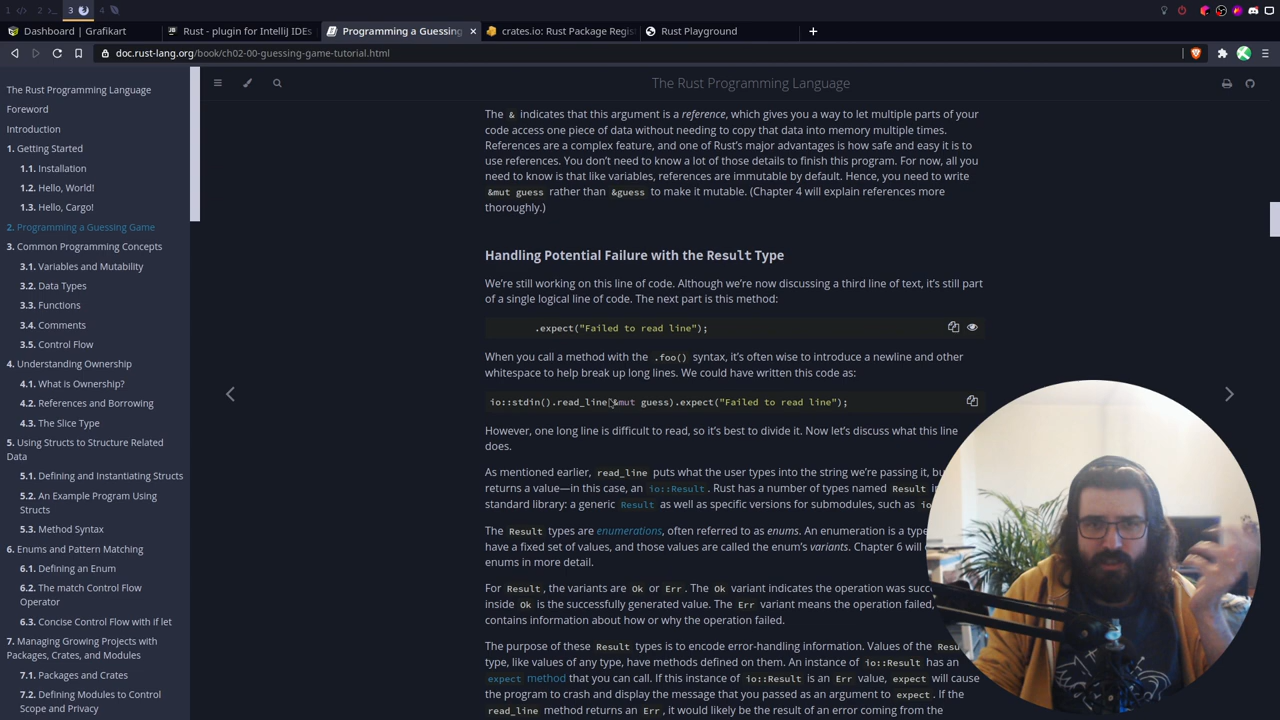 1 </> 2 >_ 3 4
Dashboard | Grafikart
Rust - plugin for IntelliJ IDEs
Programming a Guessing
crates.io: Rust Package Regis
Rust Playground
doc.rust-lang.org/book/ch02-00-guessing-game-tutorial.html
The Rust Programming Language
Foreword
Introduction
1. Getting Started
1.1. Installation
1.2. Hello, World!
1.3. Hello, Cargo!
2. Programming a Guessing Game
3. Common Programming Concepts
3.1. Variables and Mutability
3.2. Data Types
3.3. Functions
3.4. Comments
3.5. Control Flow
4. Understanding Ownership
4.1. What is Ownership?
4.2. References and Borrowing
4.3. The Slice Type
5. Using Structs to Structure Related
Data
5.1. Defining and Instantiating Structs
5.2. An Example Program Using
Structs
5.3. Method Syntax
6. Enums and Pattern Matching
6.1. Defining an Enum
6.2. The match Control Flow
Operator
6.3. Concise Control Flow with if let
7. Managing Growing Projects with
Packages, Crates, and Modules
7.1. Packages and Crates
7.2. Defining Modules to Control
Scope and Privacy
The Rust Programming Language
The & indicates that this argument is a reference, which gives you a way to let multiple parts of your
code access one piece of data without needing to copy that data into memory multiple times.
References are a complex feature, and one of Rust’s major advantages is how safe and easy it is to
use references. You don’t need to know a lot of those details to finish this program. For now, all you
need to know is that like variables, references are immutable by default. Hence, you need to write
&mut guess rather than &guess to make it mutable. (Chapter 4 will explain references more
thoroughly.)
Handling Potential Failure with the Result Type
We’re still working on this line of code. Although we’re now discussing a third line of text, it’s still part
of a single logical line of code. The next part is this method:
.expect("Failed to read line");
When you call a method with the .foo() syntax, it’s often wise to introduce a newline and other
whitespace to help break up long lines. We could have written this code as:
io::stdin().read_line(&mut guess).expect("Failed to read line");
However, one long line is difficult to read, so it’s best to divide it. Now let’s discuss what this line
does.
As mentioned earlier, read_line puts what the user types into the string we’re passing it, bu
returns a value—in this case, an io::Result. Rust has a number of types named Result i
standard library: a generic Result as well as specific versions for submodules, such as io
The Result types are enumerations, often referred to as enums. An enumeration is a type
have a fixed set of values, and those values are called the enum’s variants. Chapter 6 will
enums in more detail.
For Result, the variants are Ok or Err. The Ok variant indicates the operation was succ
inside Ok is the successfully generated value. The Err variant means the operation failed,
contains information about how or why the operation failed.
The purpose of these Result types is to encode error-handling information. Values of the Resu
type, like values of any type, have methods defined on them. An instance of io::Result has an
expect method that you can call. If this instance of io::Result is an Err value, expect will cause
the program to crash and display the message that you passed as an argument to expect. If the
read_line method returns an Err, it would likely be the result of an error coming from the